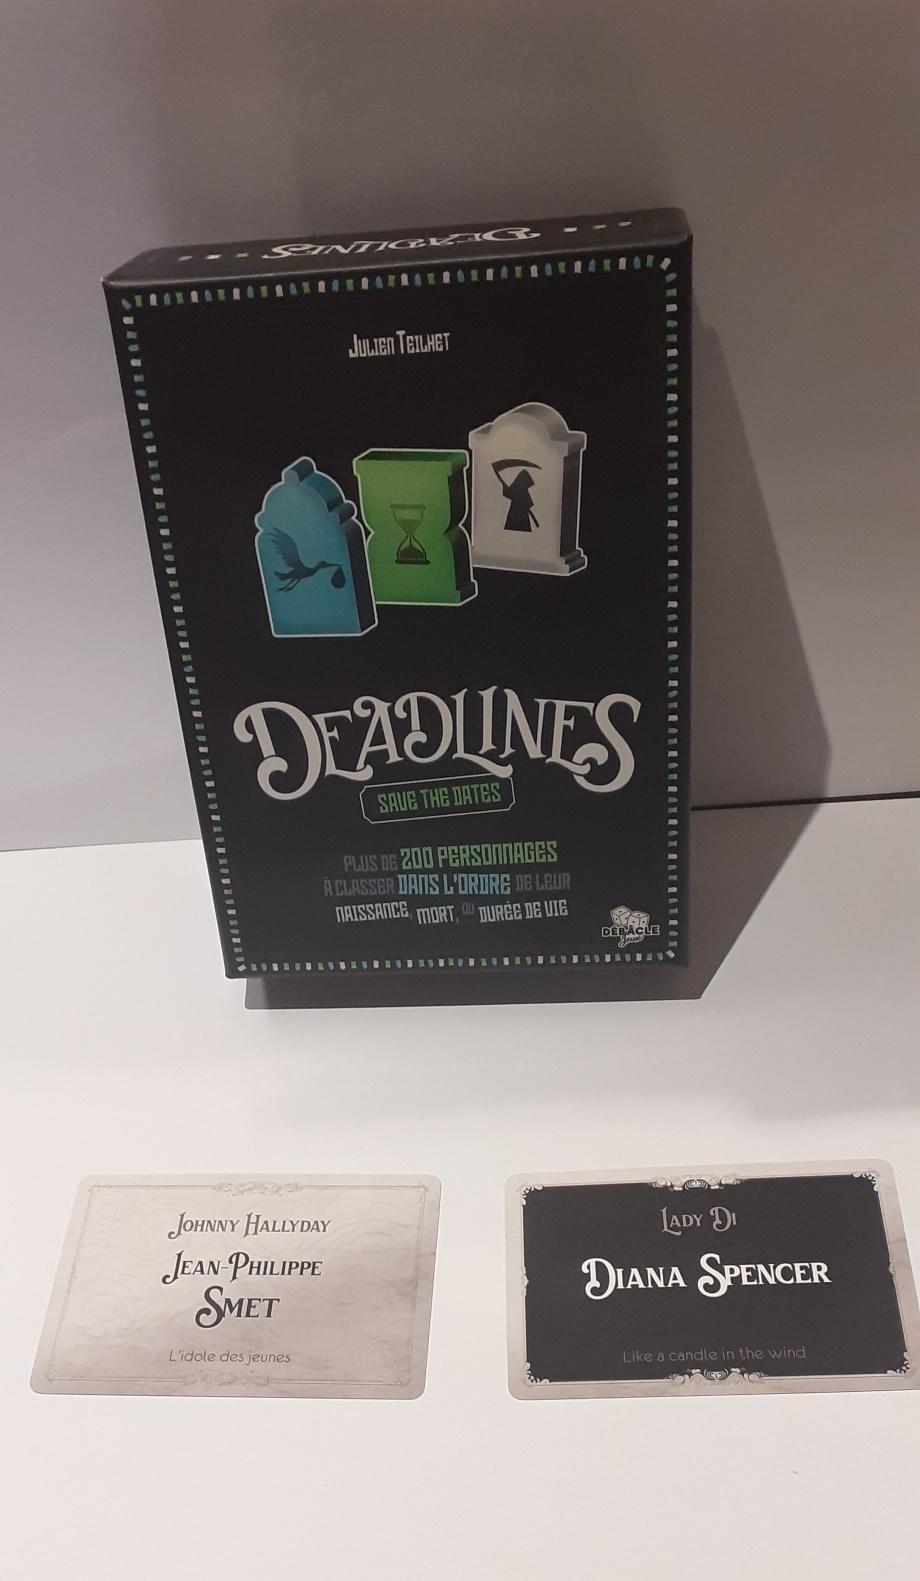 DEADLINES
JULIEN TEILHET
DEADLINES
SAVE THE DATES
PLUS DE 200 PERSONNAGES
À CLASSER DANS L'ORDRE DE LEUR
NAISSANCE, MORT, OU DURÉE DE VIE
DÉBÂCLE
Jeux
JOHNNY HALLYDAY
JEAN-PHILIPPE
SMET
L'idole des jeunes
LADY DI
DIANA SPENCER
Like a candle in the wind